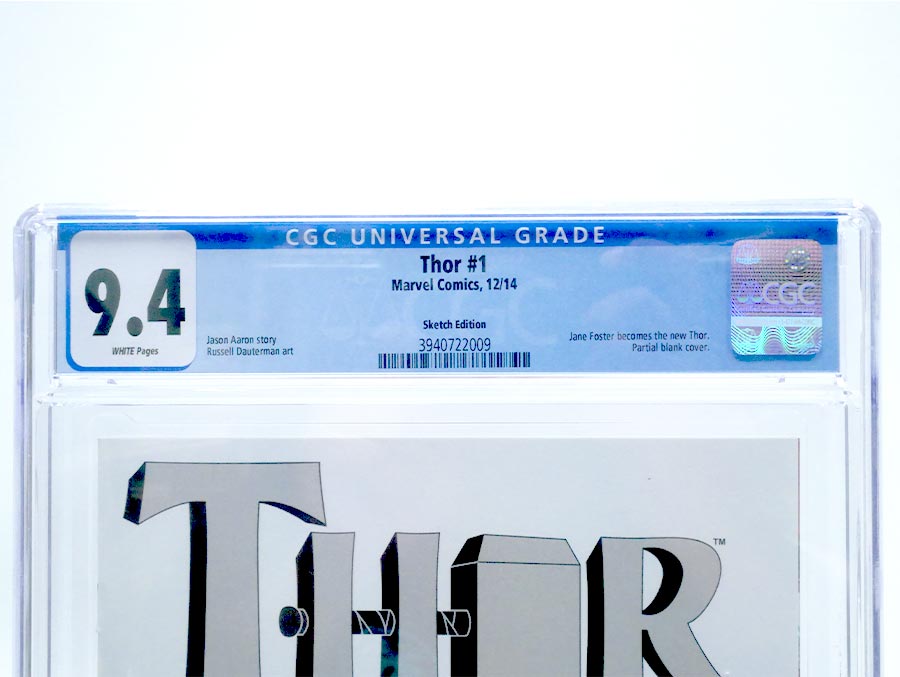 CGC UNIVERSAL GRADE
9.4
WHITE Pages
Thor #1
Marvel Comics, 12/14
Sketch Edition
3940722009
Jason Aaron story
Russell Dauterman art
Jane Foster becomes the new Thor.
Partial blank cover.
CGC
THOR
TM